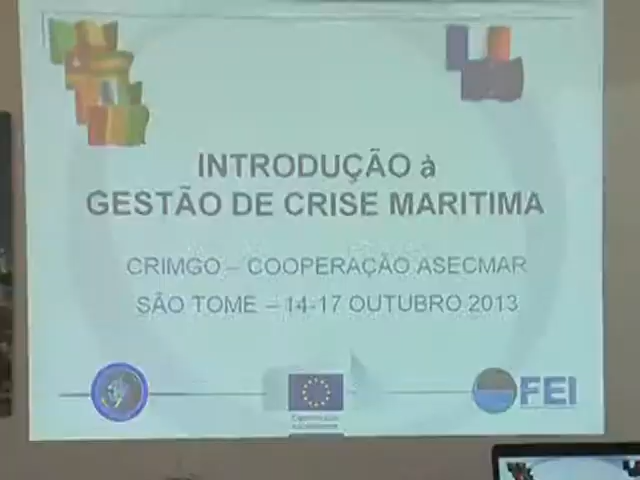 INTRODUÇÃO à
GESTÃO DE CRISE MARITIMA
CRIMGO – COOPERAÇÃO ASECMAR
SÃO TOME – 14-17 OUTUBRO 2013
FEI